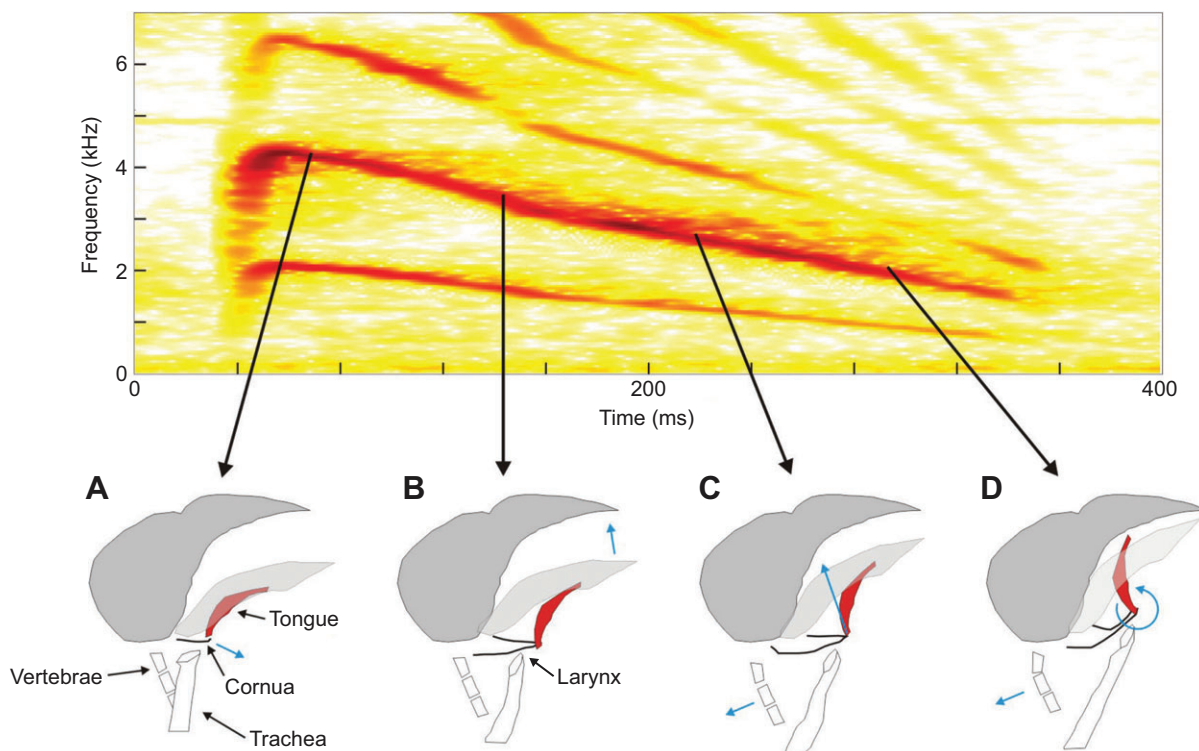 Frequency (kHz)
6
4
2
0
0
200
400
Time (ms)
A
B
C
D
Tongue
Vertebrae
Cornua
Larynx
Trachea